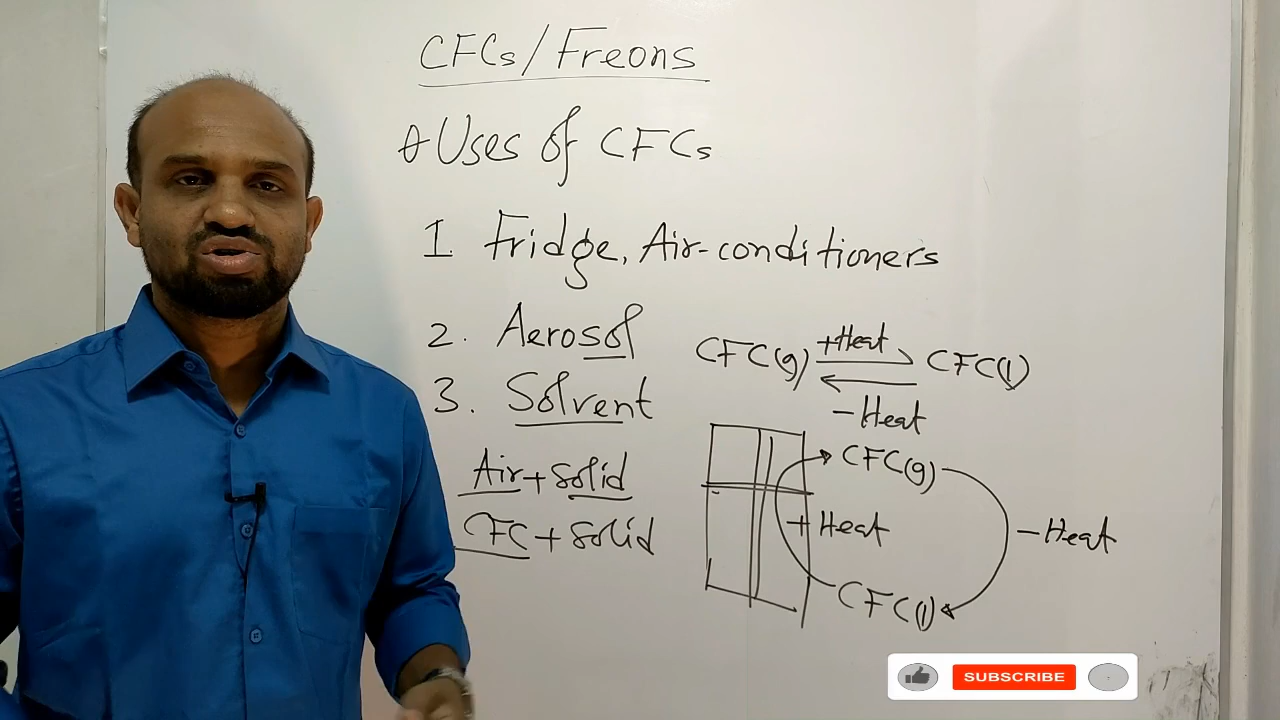 CFCs/Freons
* Uses of CFCs
1. Fridge, Air-conditioners
2. Aerosol
3. Solvent
Air + Solid
CFC + Solid
+Heat
CFC(g) ⇌ CFC(l)
-Heat
CFC(g)
+ Heat
- Heat
CFC(l)
SUBSCRIBE